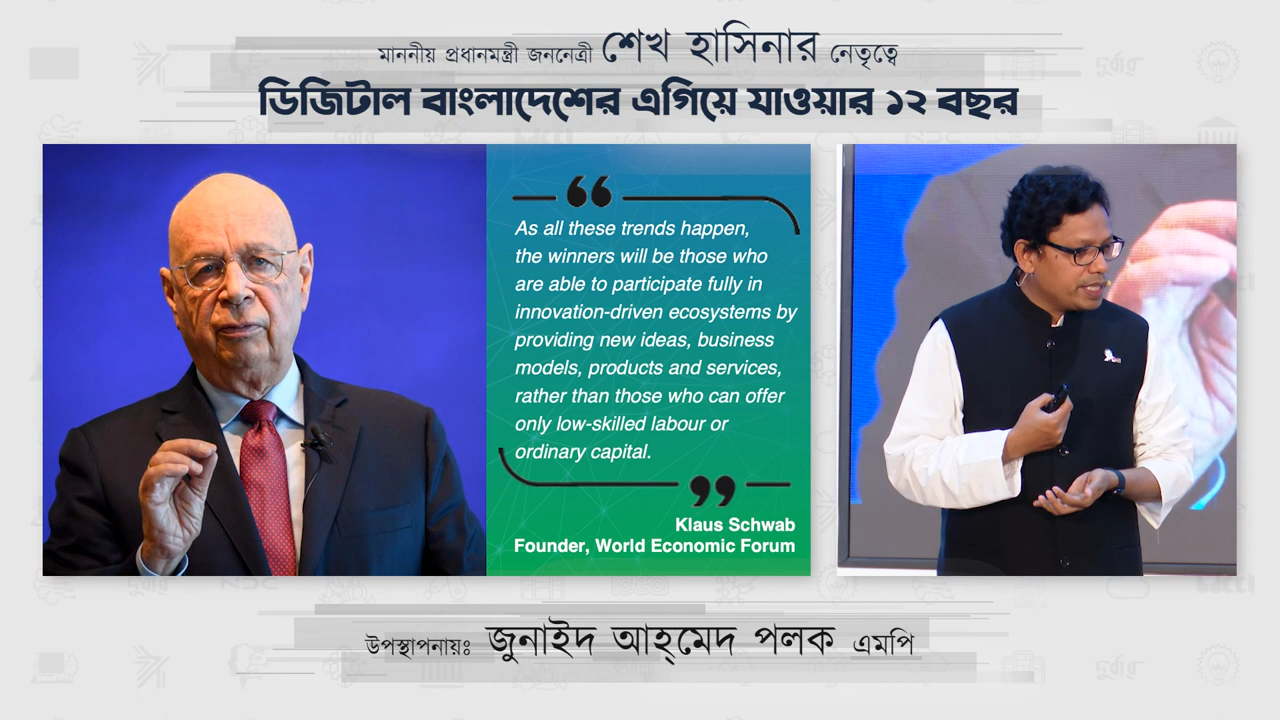 মাননীয় প্রধানমন্ত্রী জননেত্রী শেখ হাসিনার নেতৃত্বে
ডিজিটাল বাংলাদেশের এগিয়ে যাওয়ার ১২ বছর
As all these trends happen,
the winners will be those who
are able to participate fully in
innovation-driven ecosystems by
providing new ideas, business
models, products and services,
rather than those who can offer
only low-skilled labour or
ordinary capital.
Klaus Schwab
Founder, World Economic Forum
উপস্থাপনায়ঃ জুনাইদ আহ্‌মেদ পলক এমপি